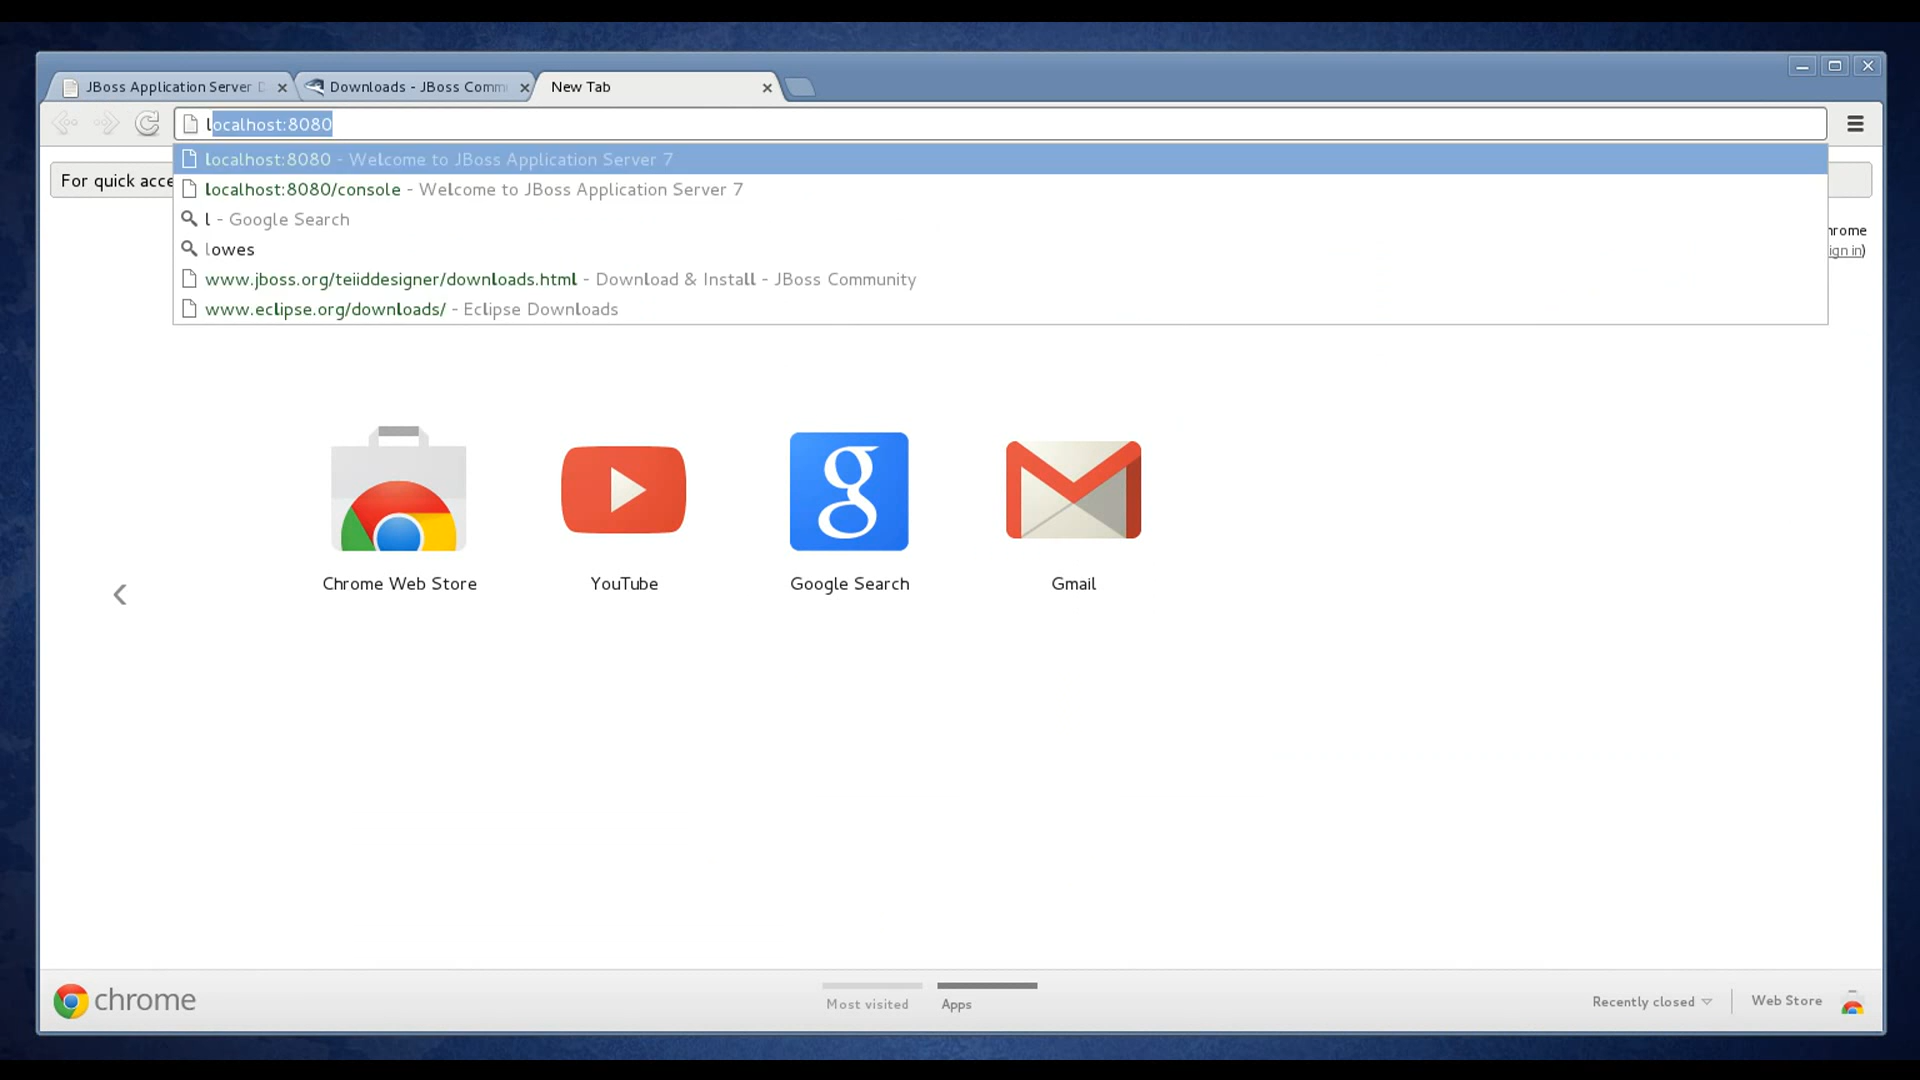 JBoss Application Server D
Downloads - JBoss Comm
New Tab
localhost:8080
localhost:8080 - Welcome to JBoss Application Server 7
For quick acce
localhost:8080/console - Welcome to JBoss Application Server 7
l - Google Search
hrome
lowes
ign in)
www.jboss.org/teiiddesigner/downloads.html - Download & Install - JBoss Community
www.eclipse.org/downloads/ - Eclipse Downloads
Chrome Web Store
YouTube
Google Search
Gmail
chrome
Most visited
Apps
Recently closed
Web Store